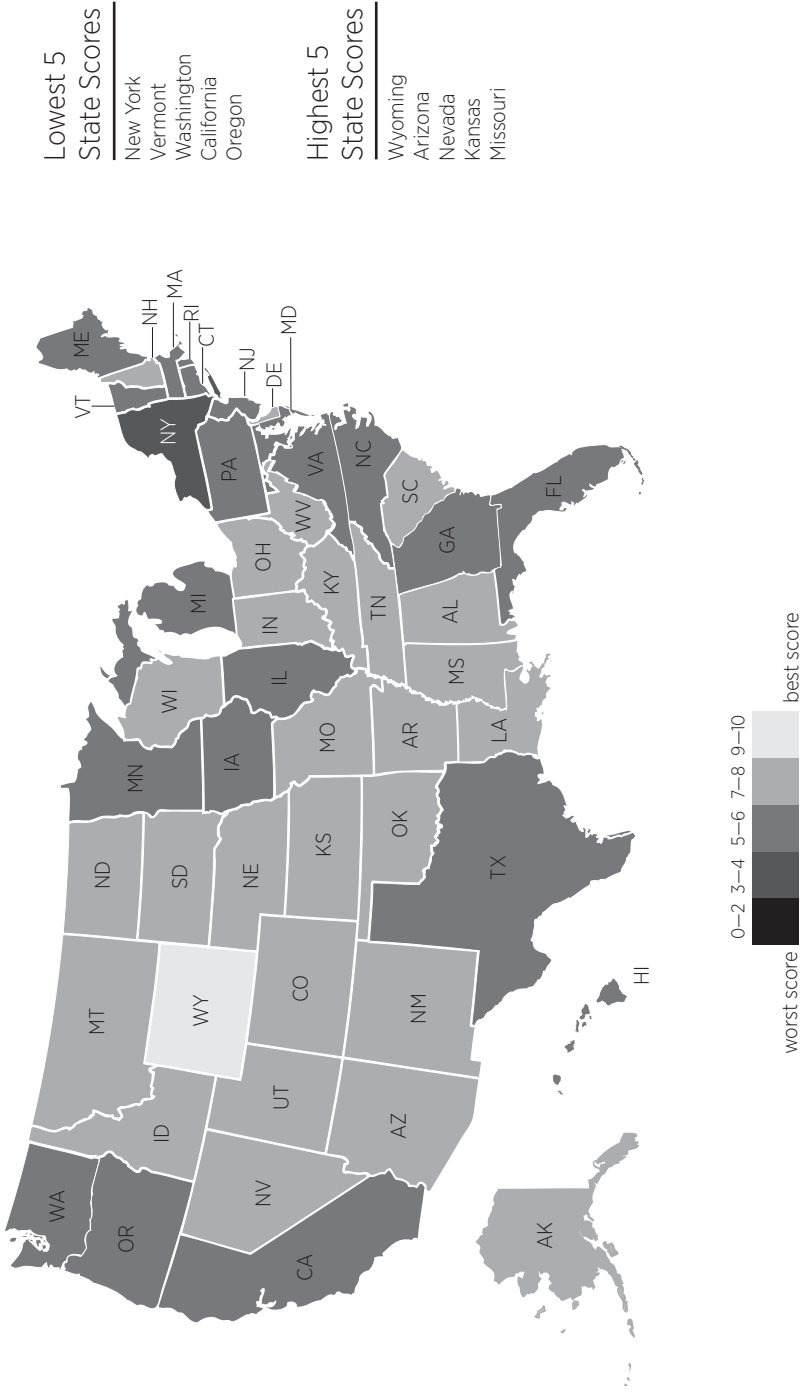 Lowest 5
State Scores
New York
Vermont
Washington
California
Oregon
Highest 5
State Scores
Wyoming
Arizona
Nevada
Kansas
Missouri
WA
OR
CA
NV
ID
MT
WY
UT
AZ
CO
NM
ND
SD
NE
KS
OK
TX
MN
IA
MO
AR
LA
WI
IL
MS
MI
IN
OH
KY
TN
AL
WV
VA
NC
SC
GA
FL
PA
NY
VT
ME
NH
MA
RI
CT
NJ
DE
MD
AK
HI
0–2 3–4 5–6 7–8 9–10
worst score best score